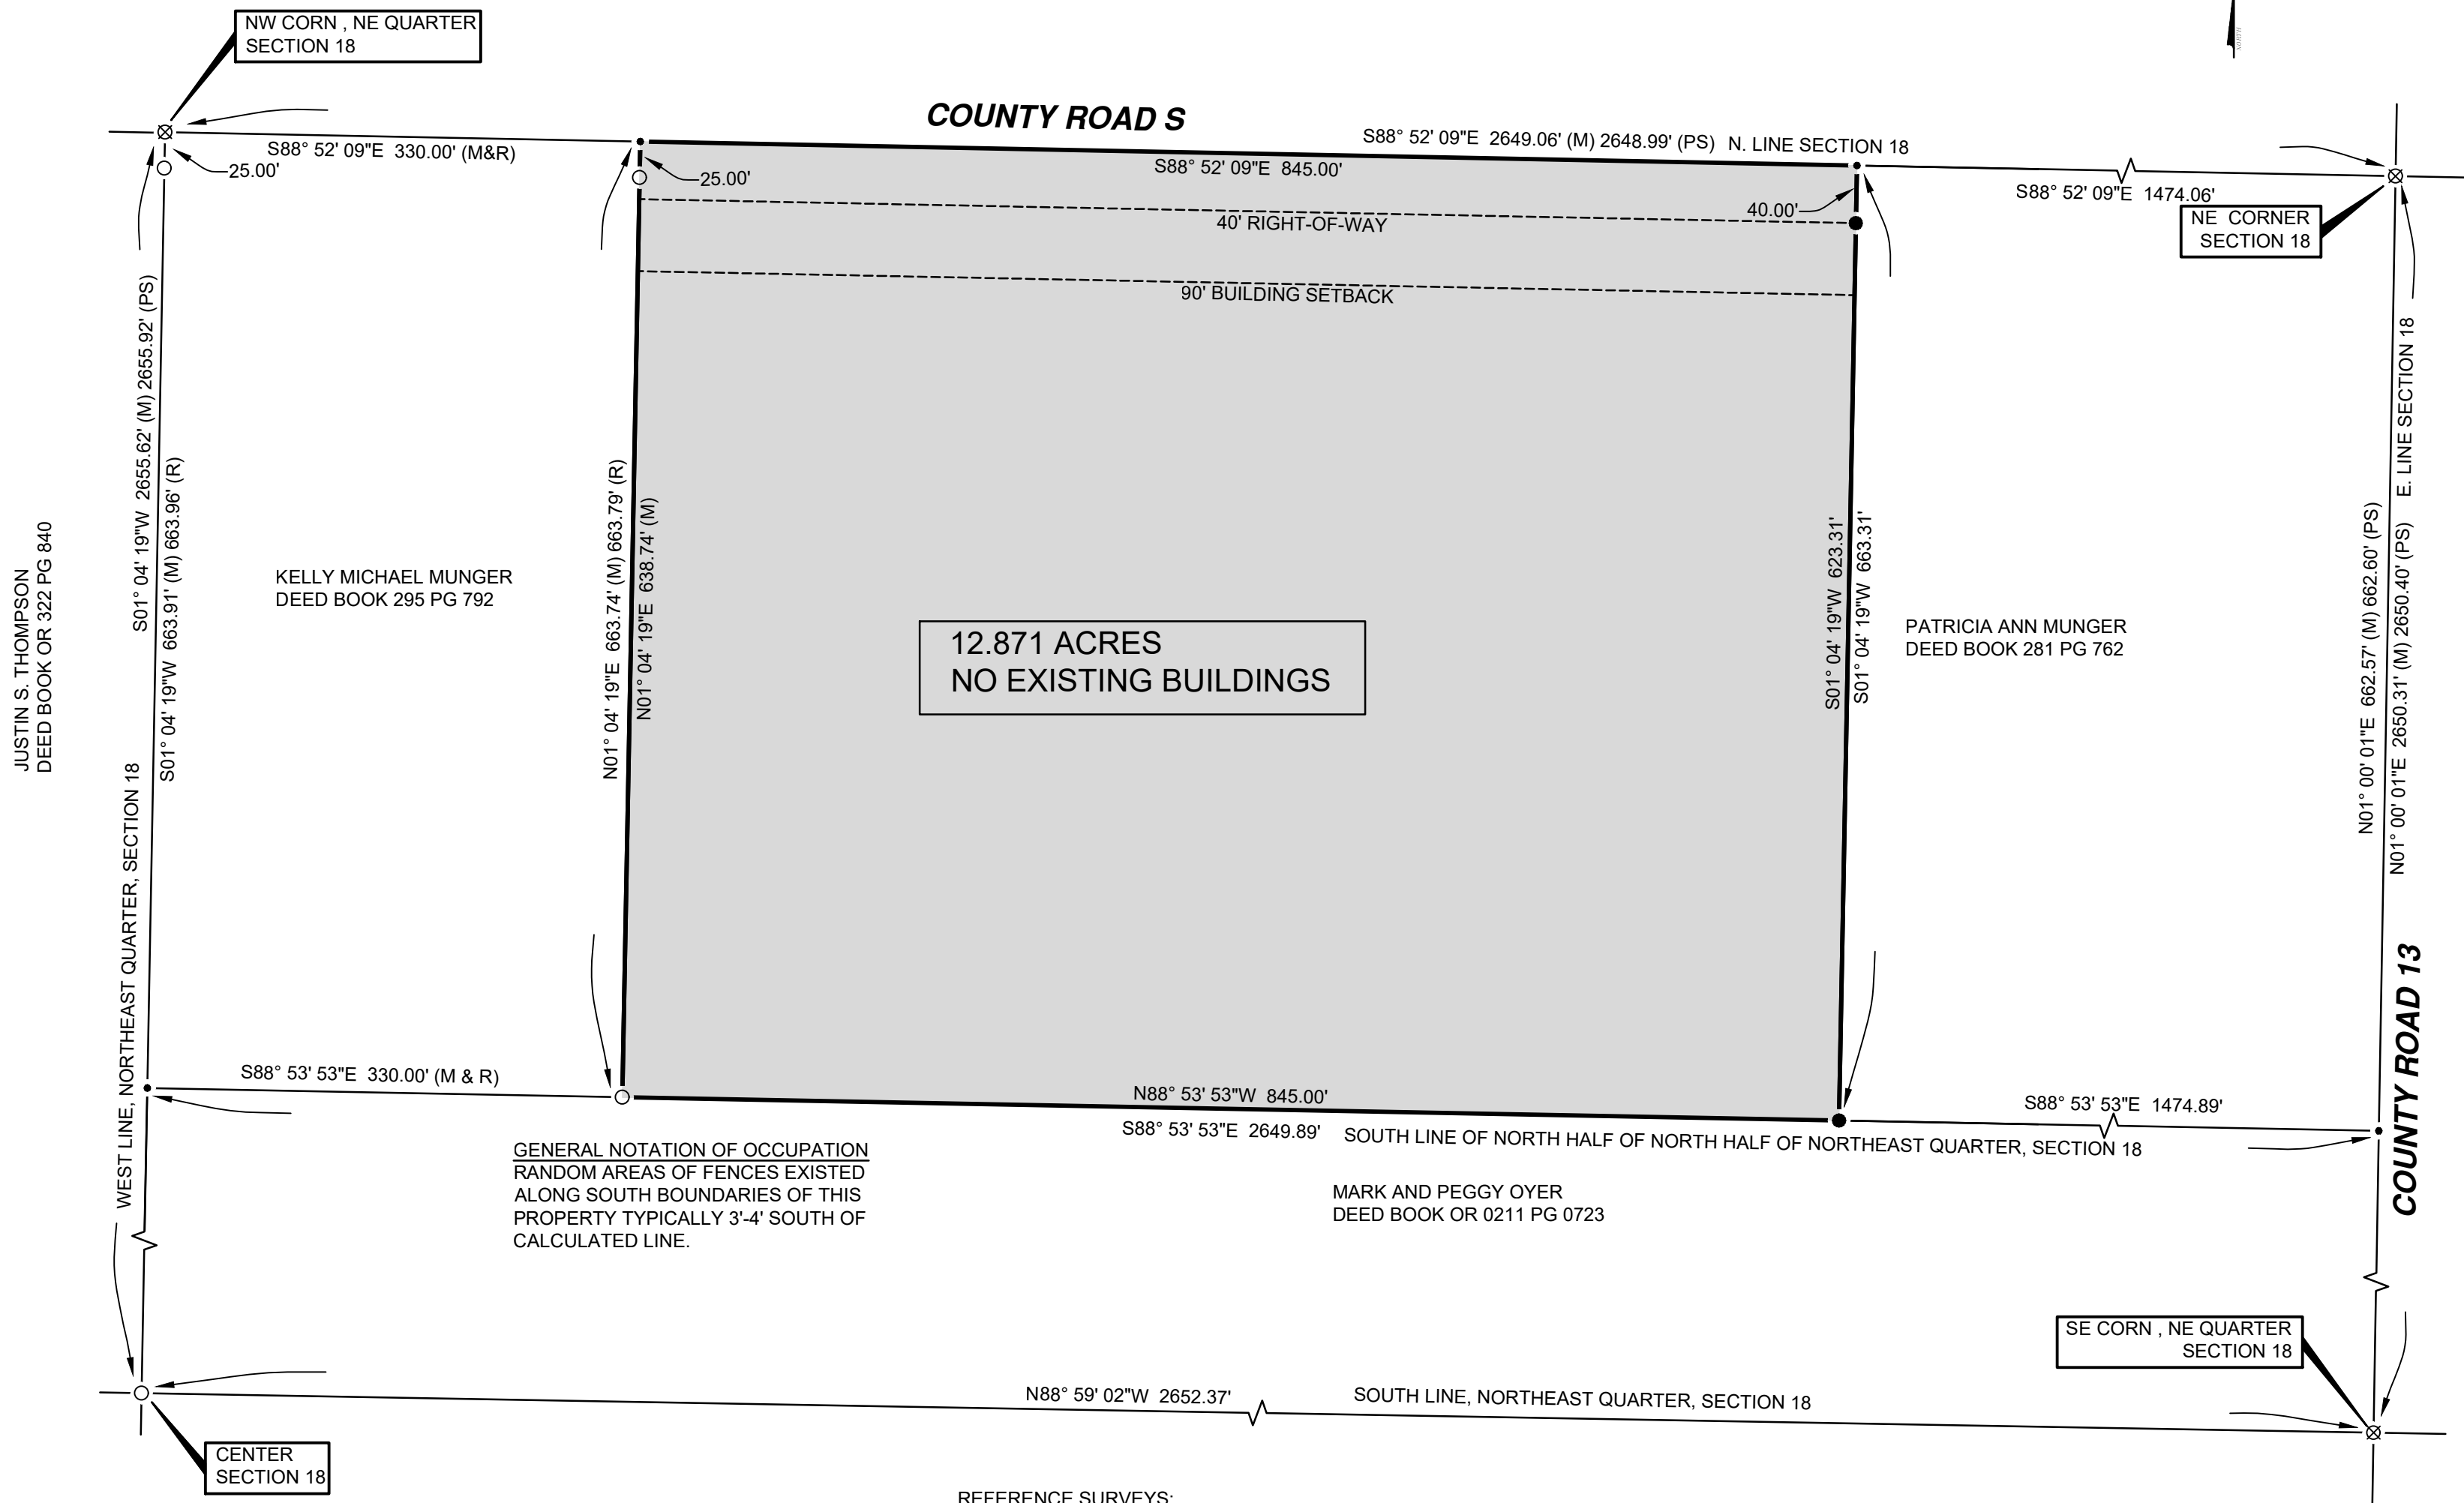 NW CORN , NE QUARTER
SECTION 18
NORTH
COUNTY ROAD S
S88° 52' 09"E 2649.06' (M) 2648.99' (PS) N. LINE SECTION 18
S88° 52' 09"E 330.00' (M&R)
25.00'
25.00'
S88° 52' 09"E 845.00'
S88° 52' 09"E 1474.06'
40.00'
40' RIGHT-OF-WAY
NE CORNER
SECTION 18
90' BUILDING SETBACK
S01° 04' 19"W 2655.62' (M) 2655.92' (PS)
S01° 04' 19"W 663.91' (M) 663.96' (R)
N01° 04' 19"E 663.74' (M) 663.79' (R)
N01° 04' 19"E 638.74' (M)
S01° 04' 19"W 623.31'
S01° 04' 19"W 663.31'
N01° 00' 01"E 662.57' (M) 662.60' (PS)
N01° 00' 01"E 2650.31' (M) 2650.40' (PS) E. LINE SECTION 18
JUSTIN S. THOMPSON
DEED BOOK OR 322 PG 840
KELLY MICHAEL MUNGER
DEED BOOK 295 PG 792
12.871 ACRES
NO EXISTING BUILDINGS
PATRICIA ANN MUNGER
DEED BOOK 281 PG 762
WEST LINE, NORTHEAST QUARTER, SECTION 18
COUNTY ROAD 13
S88° 53' 53"E 330.00' (M & R)
N88° 53' 53"W 845.00'
S88° 53' 53"E 1474.89'
S88° 53' 53"E 2649.89' SOUTH LINE OF NORTH HALF OF NORTH HALF OF NORTHEAST QUARTER, SECTION 18
GENERAL NOTATION OF OCCUPATION
RANDOM AREAS OF FENCES EXISTED
ALONG SOUTH BOUNDARIES OF THIS
PROPERTY TYPICALLY 3'-4' SOUTH OF
CALCULATED LINE.
MARK AND PEGGY OYER
DEED BOOK OR 0211 PG 0723
SE CORN , NE QUARTER
SECTION 18
N88° 59' 02"W 2652.37' SOUTH LINE, NORTHEAST QUARTER, SECTION 18
CENTER
SECTION 18
REFERENCE SURVEYS: